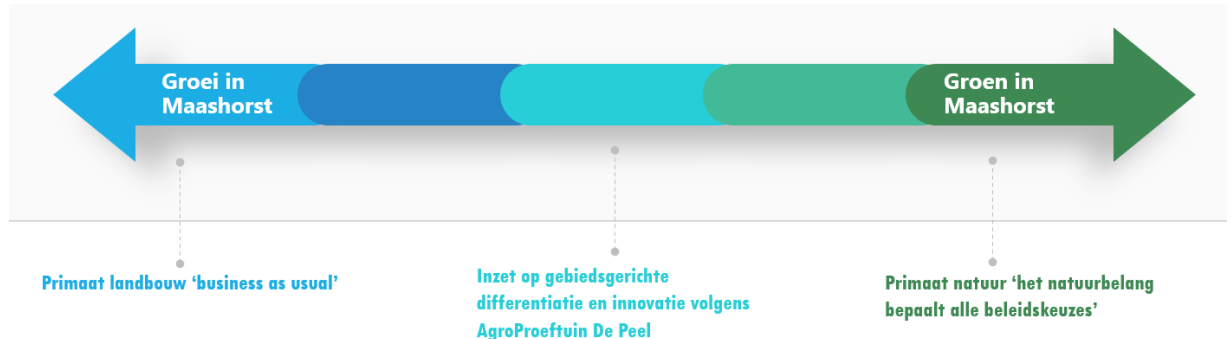 Groei in
Maashorst
Groen in
Maashorst
Primaat landbouw ‘business as usual’
Inzet op gebiedsgerichte
differentiatie en innovatie volgens
AgroProeftuin De Peel
Primaat natuur ‘het natuurbelang
bepaalt alle beleidskeuzes’